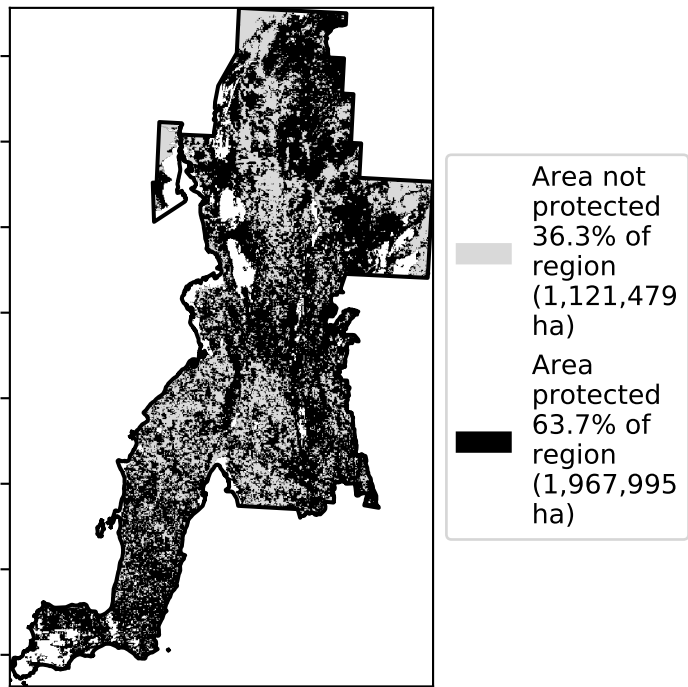 Area not
protected
36.3% of
region
(1,121,479
ha)
Area
protected
63.7% of
region
(1,967,995
ha)